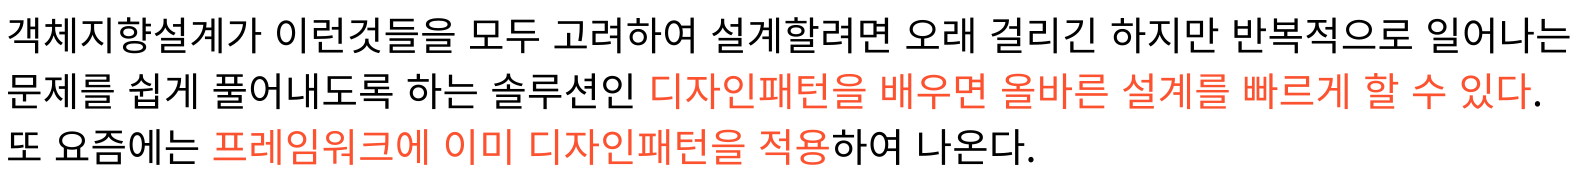 객체지향설계가 이런것들을 모두 고려하여 설계할려면 오래 걸리긴 하지만 반복적으로 일어나는
문제를 쉽게 풀어내도록 하는 솔루션인 디자인패턴을 배우면 올바른 설계를 빠르게 할 수 있다.
또 요즘에는 프레임워크에 이미 디자인패턴을 적용하여 나온다.